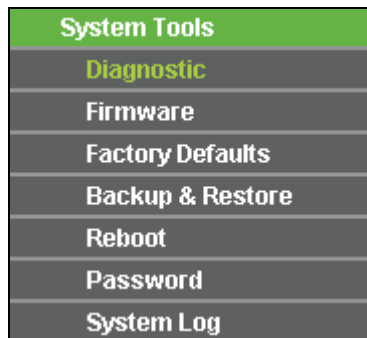 System Tools
Diagnostic
Firmware
Factory Defaults
Backup & Restore
Reboot
Password
System Log